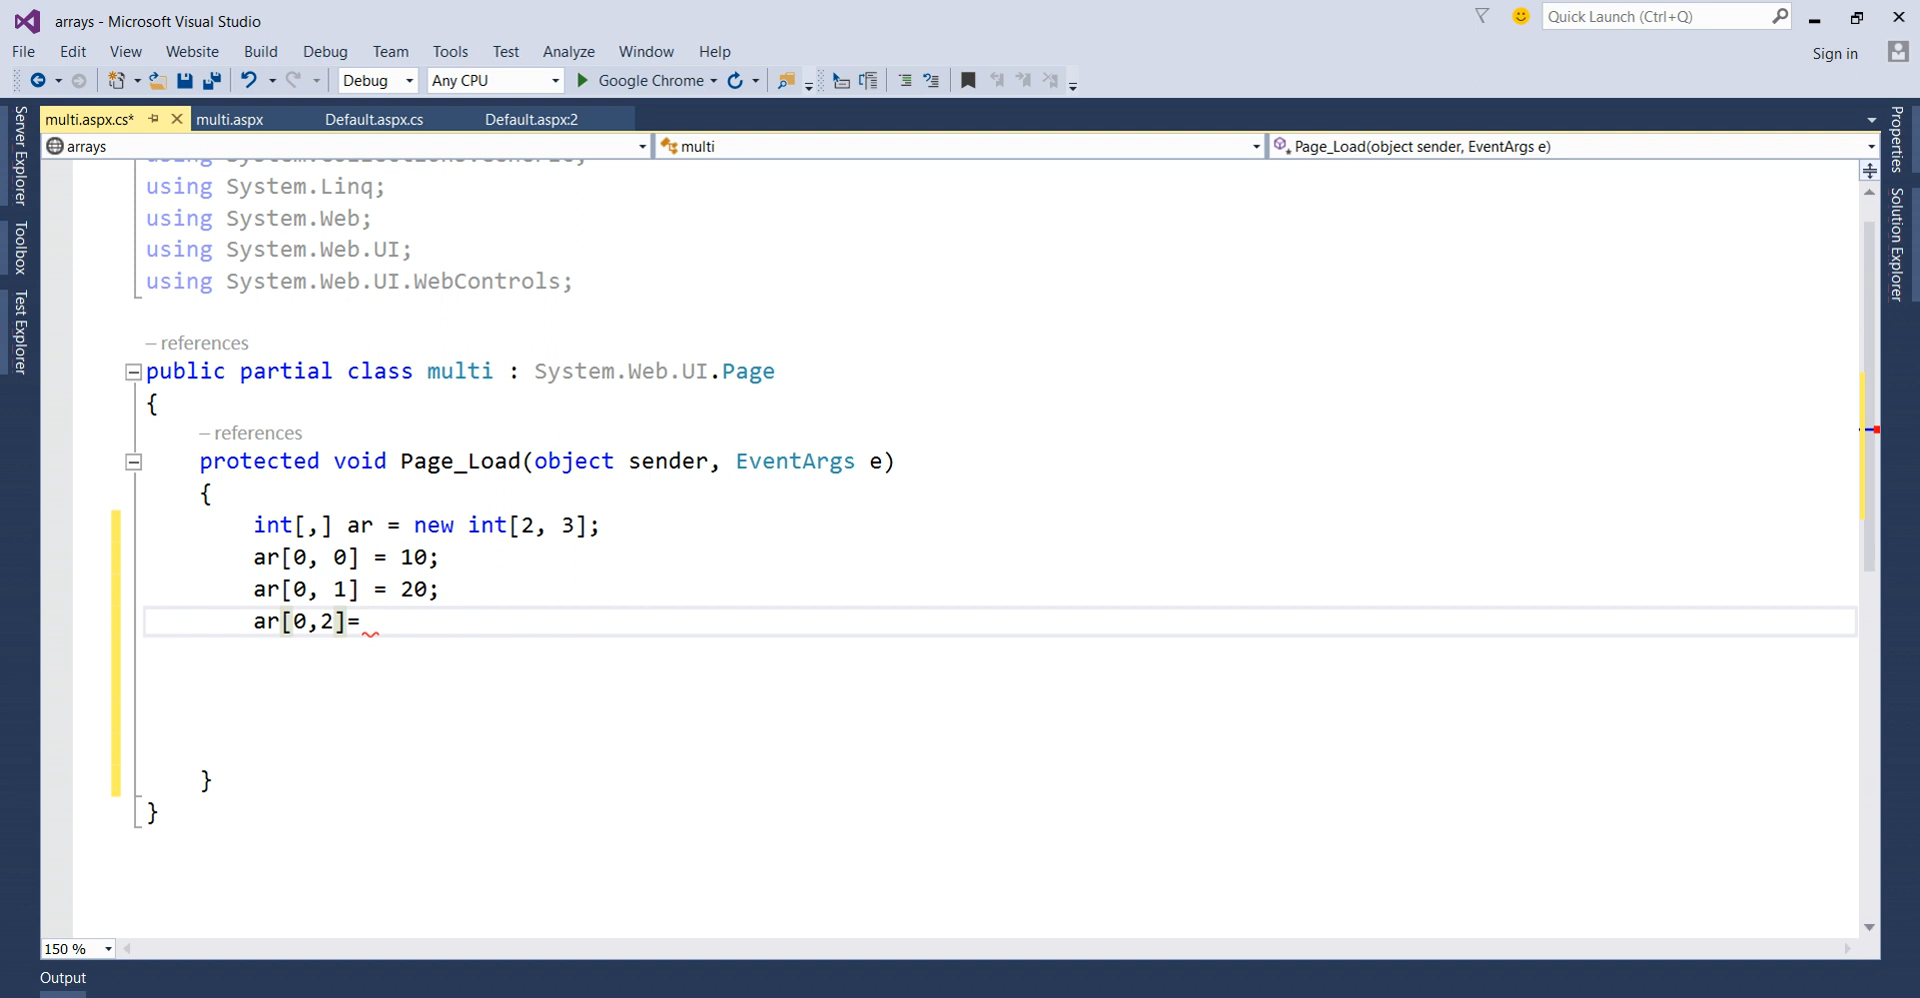 arrays - Microsoft Visual Studio
Quick Launch (Ctrl+Q)
File Edit View Website Build Debug Team Tools Test Analyze Window Help
Sign in
Debug Any CPU Google Chrome
multi.aspx.cs* multi.aspx Default.aspx.cs Default.aspx:2
arrays multi Page_Load(object sender, EventArgs e)
Server Explorer
Toolbox
Test Explorer
Properties
Solution Explorer
using System.Collections.Generic;
using System.Linq;
using System.Web;
using System.Web.UI;
using System.Web.UI.WebControls;
– references
public partial class multi : System.Web.UI.Page
{
– references
protected void Page_Load(object sender, EventArgs e)
{
int[,] ar = new int[2, 3];
ar[0, 0] = 10;
ar[0, 1] = 20;
ar[0,2]=
}
}
150 %
Output